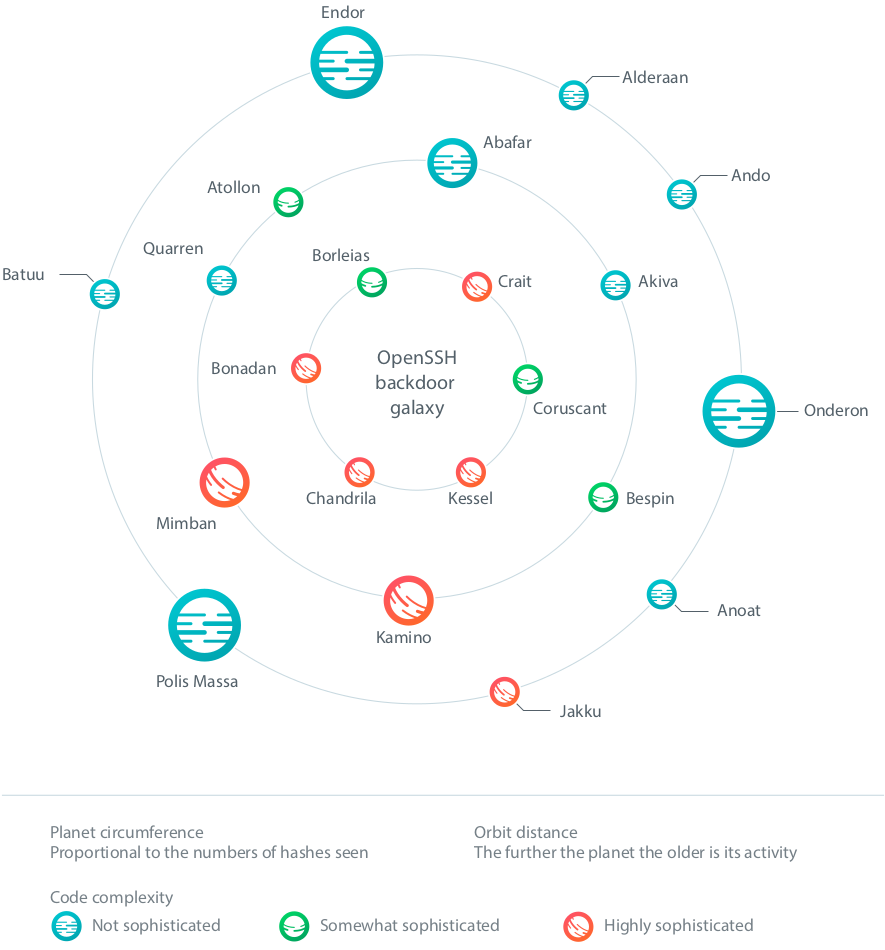 Endor
Alderaan
Abafar
Ando
Atollon
Quarren
Borleias
Batuu
Crait
Akiva
OpenSSH
backdoor
galaxy
Bonadan
Coruscant
Onderon
Chandrila
Kessel
Bespin
Mimban
Anoat
Kamino
Polis Massa
Jakku
Planet circumference
Proportional to the numbers of hashes seen
Orbit distance
The further the planet the older is its activity
Code complexity
Not sophisticated
Somewhat sophisticated
Highly sophisticated